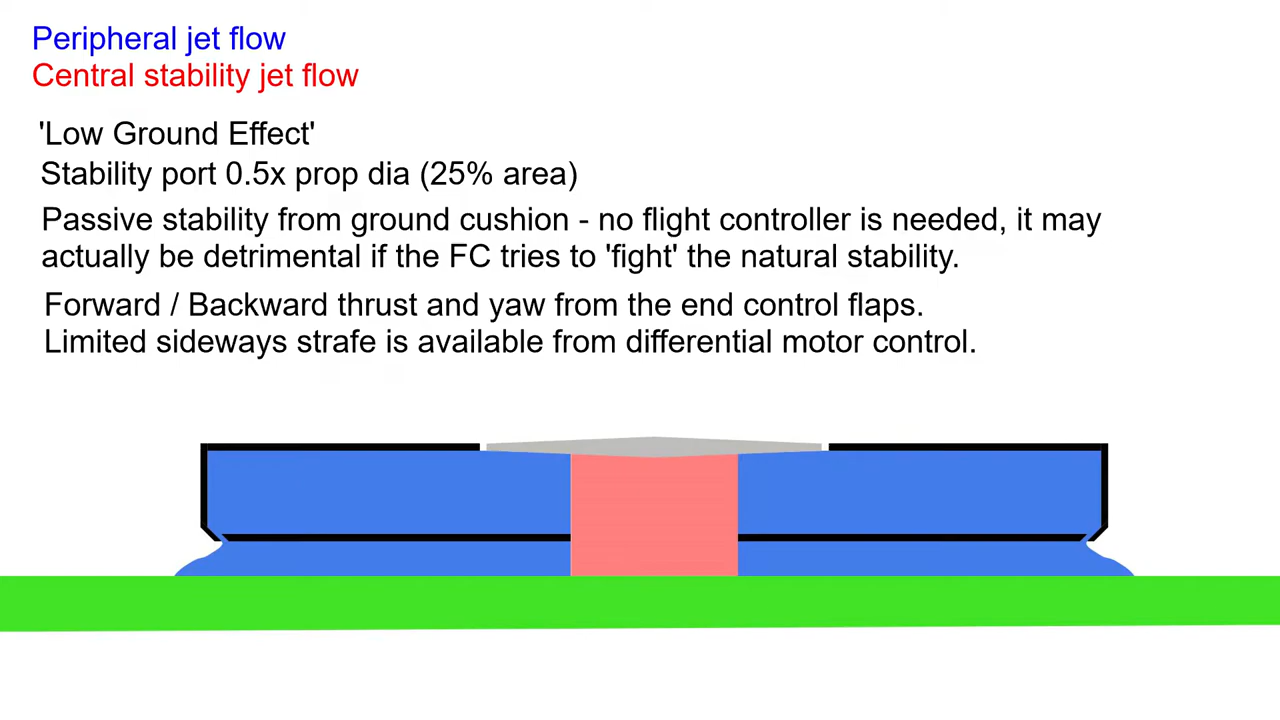 Peripheral jet flow
Central stability jet flow
'Low Ground Effect'
Stability port 0.5x prop dia (25% area)
Passive stability from ground cushion - no flight controller is needed, it may
actually be detrimental if the FC tries to 'fight' the natural stability.
Forward / Backward thrust and yaw from the end control flaps.
Limited sideways strafe is available from differential motor control.